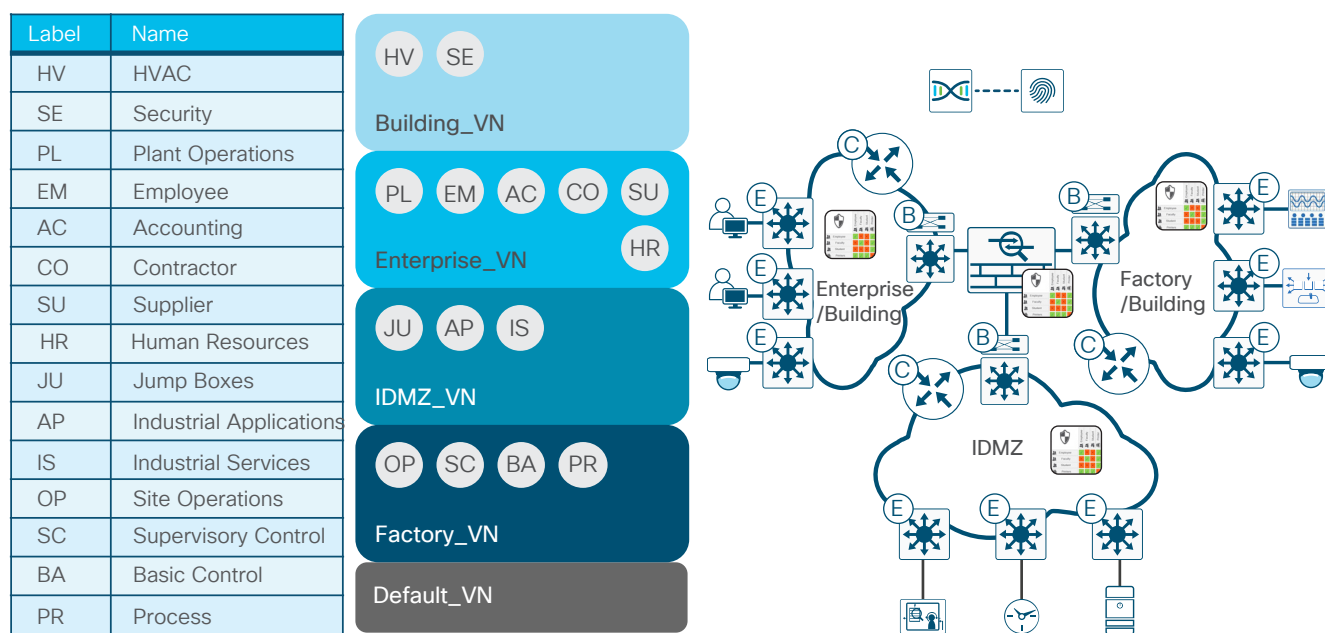 Label Name
HV HVAC
SE Security
PL Plant Operations
EM Employee
AC Accounting
CO Contractor
SU Supplier
HR Human Resources
JU Jump Boxes
AP Industrial Applications
IS Industrial Services
OP Site Operations
SC Supervisory Control
BA Basic Control
PR Process
HV SE
Building_VN
PL EM AC CO SU
HR
Enterprise_VN
JU AP IS
IDMZ_VN
OP SC BA PR
Factory_VN
Default_VN
C
E
B
E
E
Enterprise
/Building
B
E
E
C
E
Factory
/Building
B
C
IDMZ
E
E
E